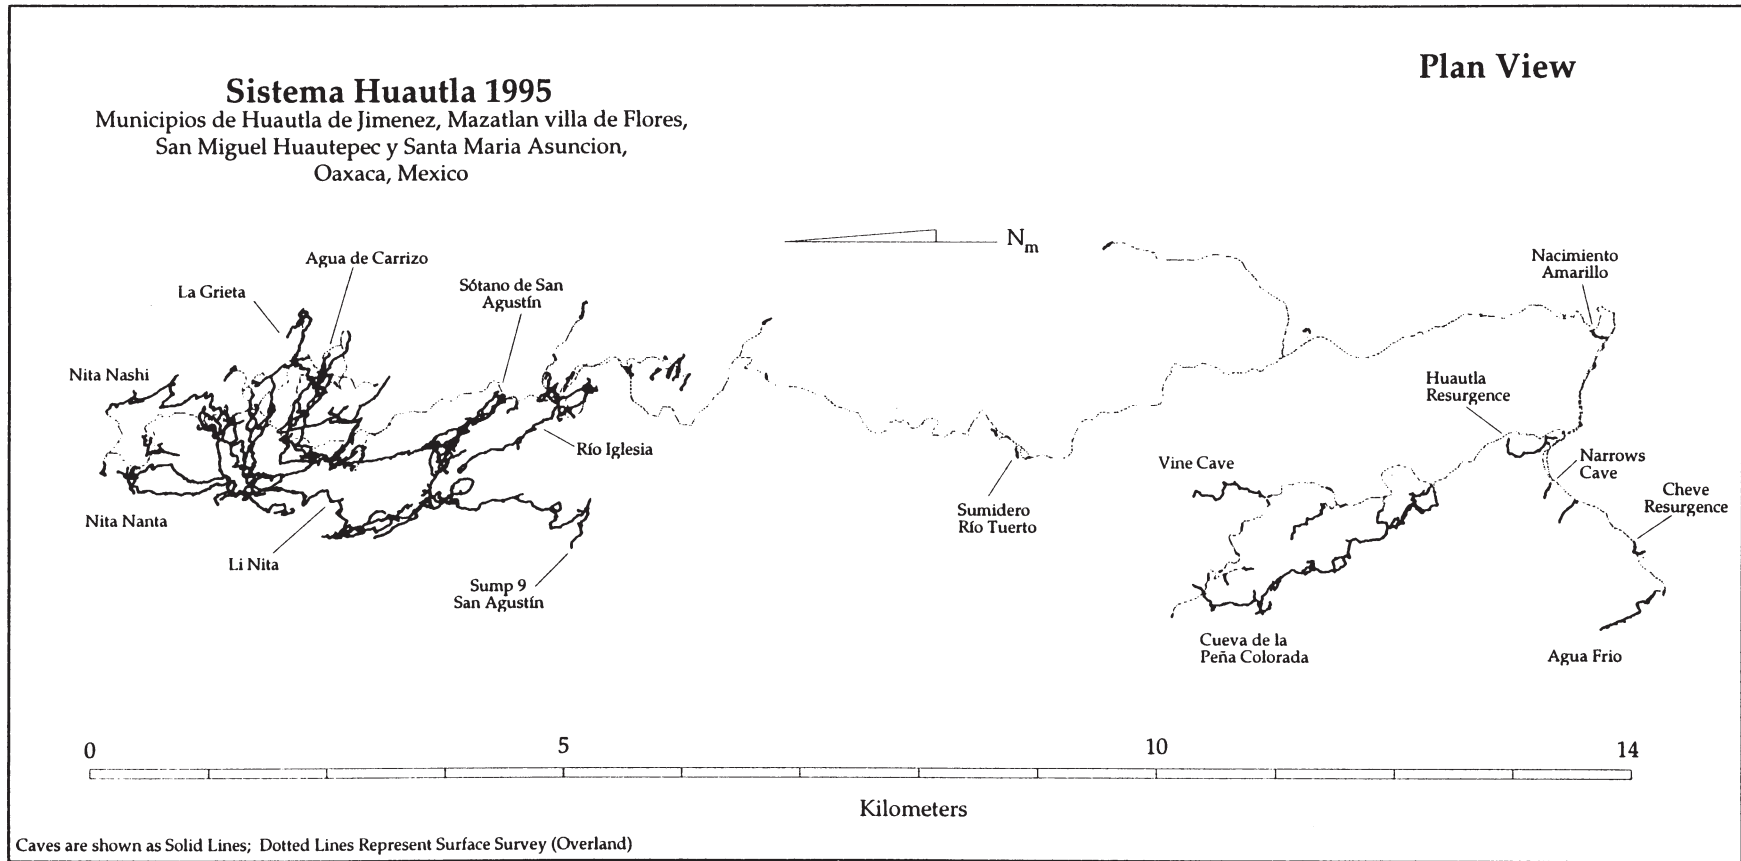 Plan View
Sistema Huautla 1995
Municipios de Huautla de Jimenez, Mazatlan villa de Flores,
San Miguel Huautepec y Santa Maria Asuncion,
Oaxaca, Mexico
Nm
Agua de Carrizo
La Grieta
Sótano de San
Agustín
Nacimiento
Amarillo
Nita Nashi
Huautla
Resurgence
Río Iglesia
Vine Cave
Narrows
Cave
Cheve
Resurgence
Nita Nanta
Sumidero
Río Tuerto
Li Nita
Sump 9
San Agustín
Cueva de la
Peña Colorada
Agua Frio
0 5 10 14
Kilometers
Caves are shown as Solid Lines; Dotted Lines Represent Surface Survey (Overland)